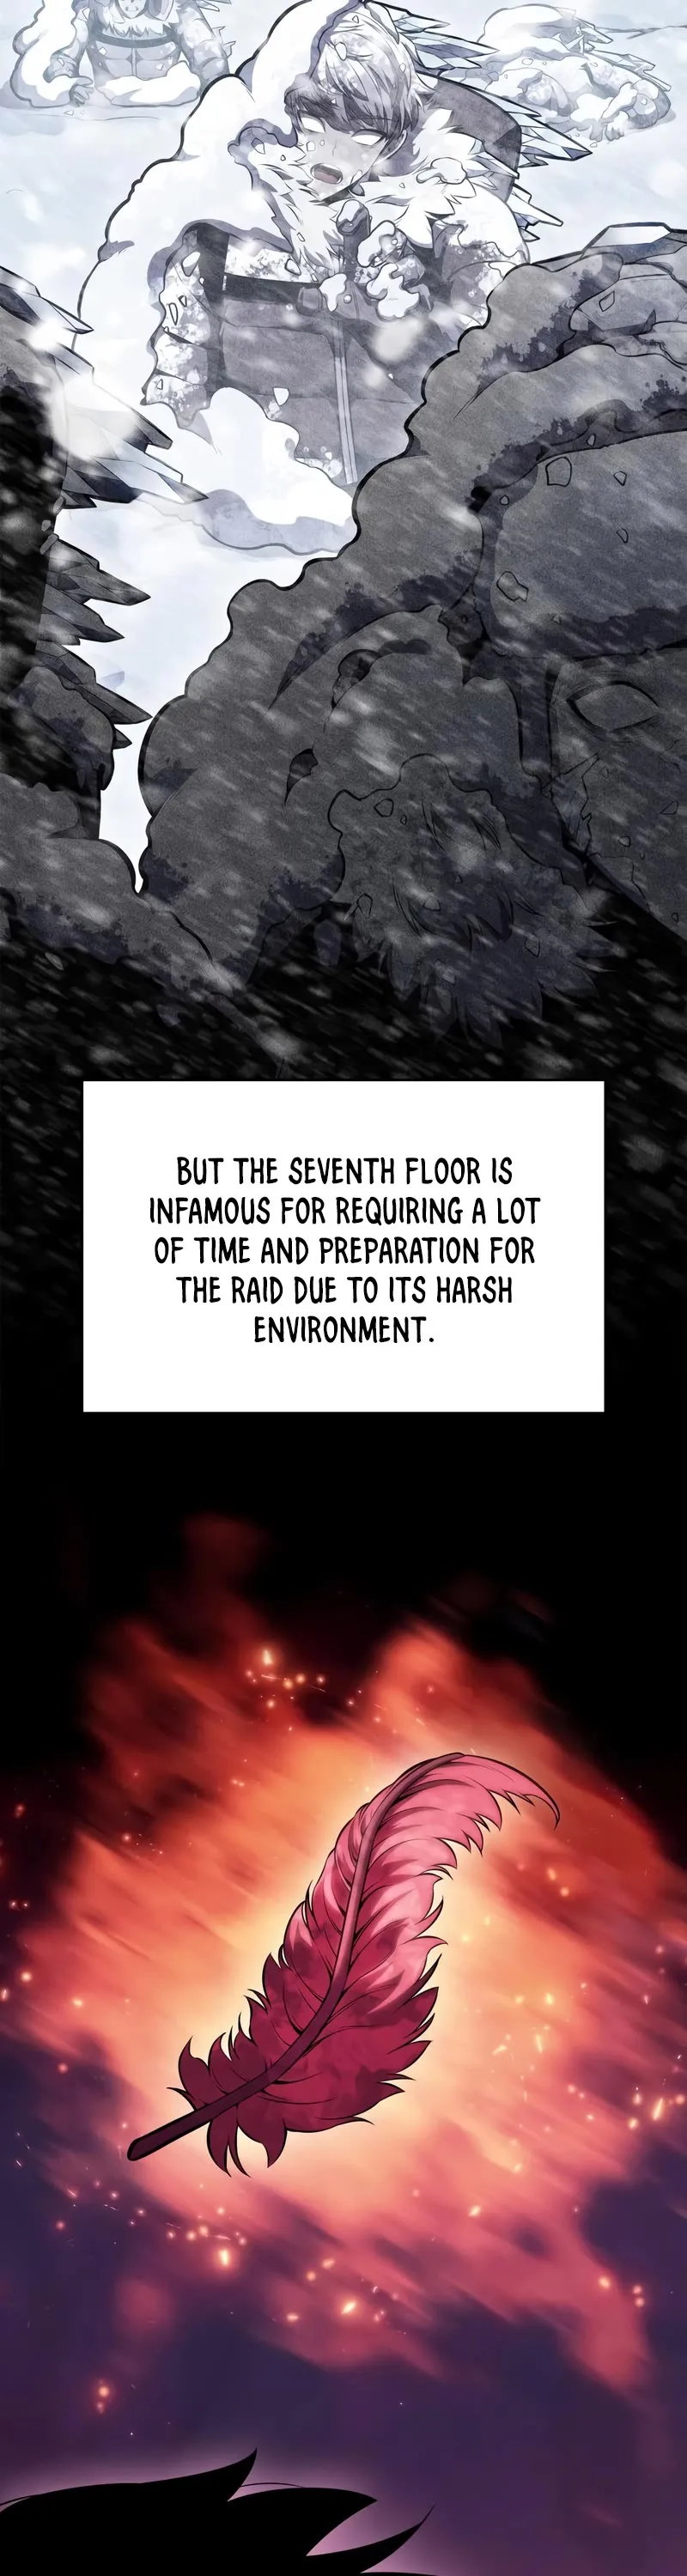 BUT THE SEVENTH FLOOR IS
INFAMOUS FOR REQUIRING A LOT
OF TIME AND PREPARATION FOR
THE RAID DUE TO ITS HARSH
ENVIRONMENT.